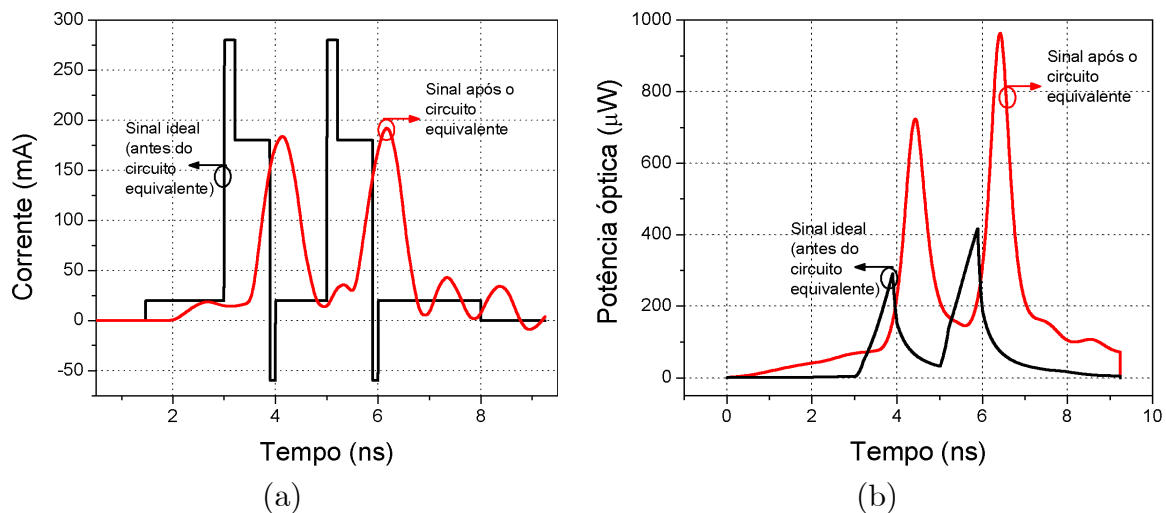 300
250
200
150
100
50
0
-50
2
4
6
8
Corrente (mA)
Tempo (ns)
Sinal ideal
(antes do
circuito
equivalente)
Sinal após o
circuito
equivalente
(a)
1000
800
600
400
200
0
0
2
4
6
8
10
Potência óptica (μW)
Tempo (ns)
Sinal ideal
(antes do
circuito
equivalente)
Sinal após o
circuito
equivalente
(b)